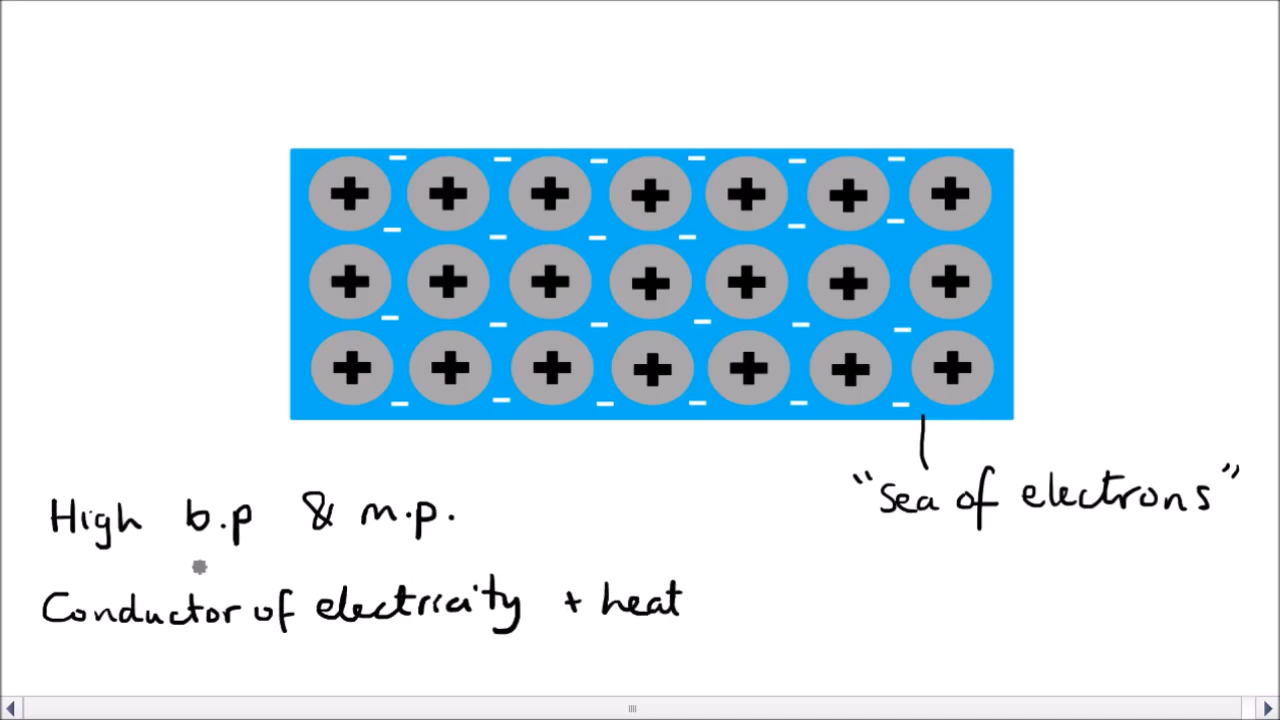 "Sea of electrons"
High b.p & m.p.
Conductor of electricity + heat